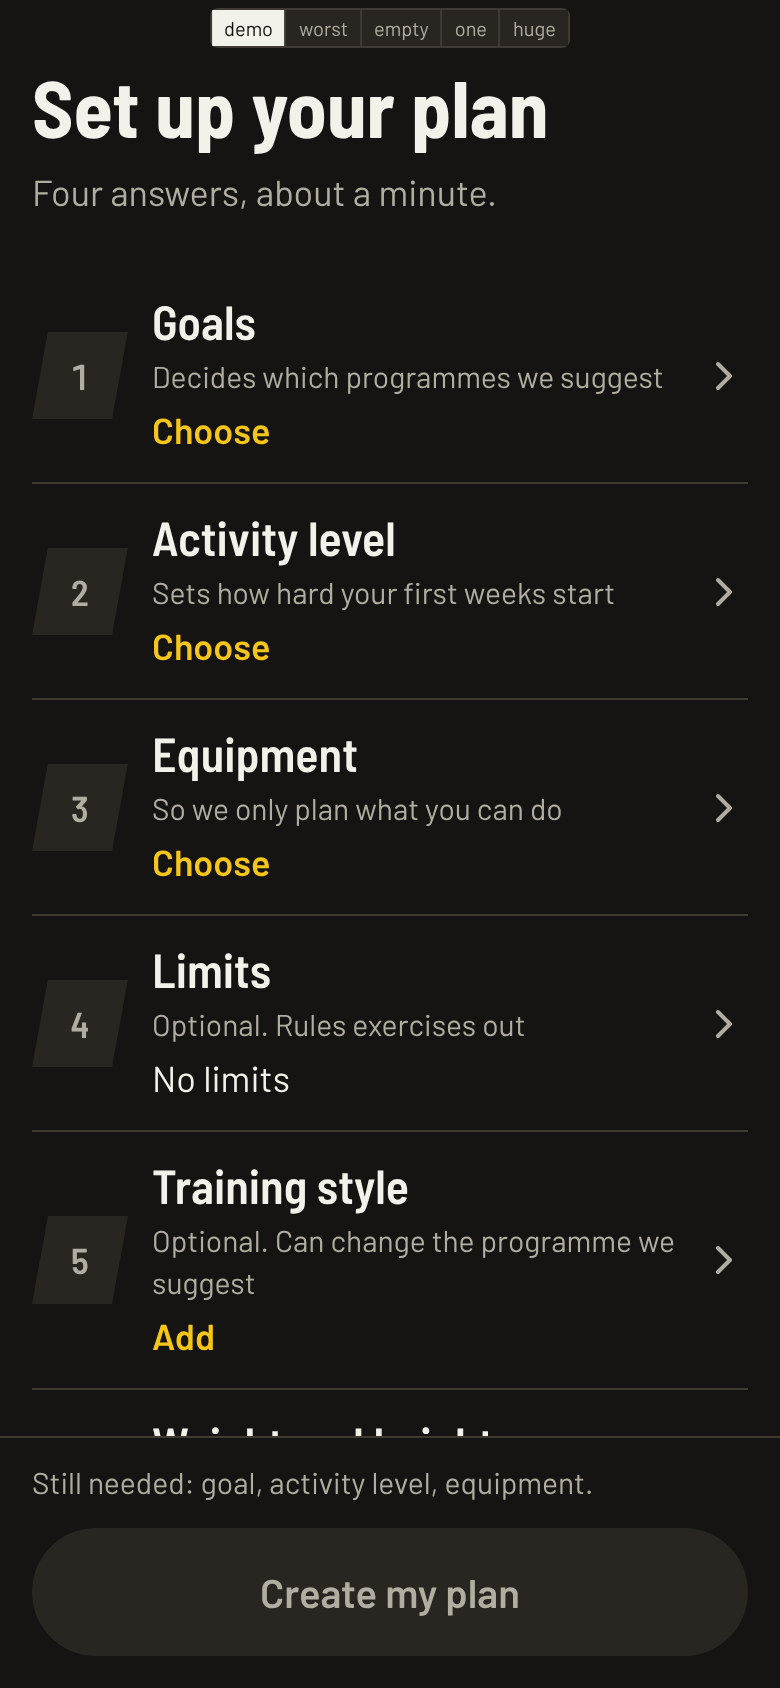 demo worst empty one huge
Set up your plan
Four answers, about a minute.
1
Goals
Decides which programmes we suggest
Choose
2
Activity level
Sets how hard your first weeks start
Choose
3
Equipment
So we only plan what you can do
Choose
4
Limits
Optional. Rules exercises out
No limits
5
Training style
Optional. Can change the programme we
suggest
Add
Still needed: goal, activity level, equipment.
Create my plan